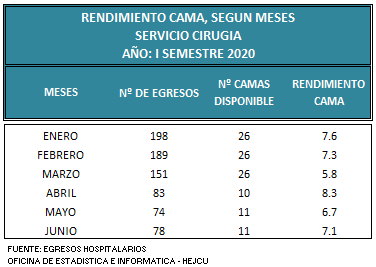 RENDIMIENTO CAMA, SEGUN MESES
SERVICIO CIRUGIA
AÑO: I SEMESTRE 2020
MESES Nº DE EGRESOS Nº CAMAS DISPONIBLE RENDIMIENTO CAMA
ENERO 198 26 7.6
FEBRERO 189 26 7.3
MARZO 151 26 5.8
ABRIL 83 10 8.3
MAYO 74 11 6.7
JUNIO 78 11 7.1
FUENTE: EGRESOS HOSPITALARIOS
OFICINA DE ESTADISTICA E INFORMATICA - HEJCU